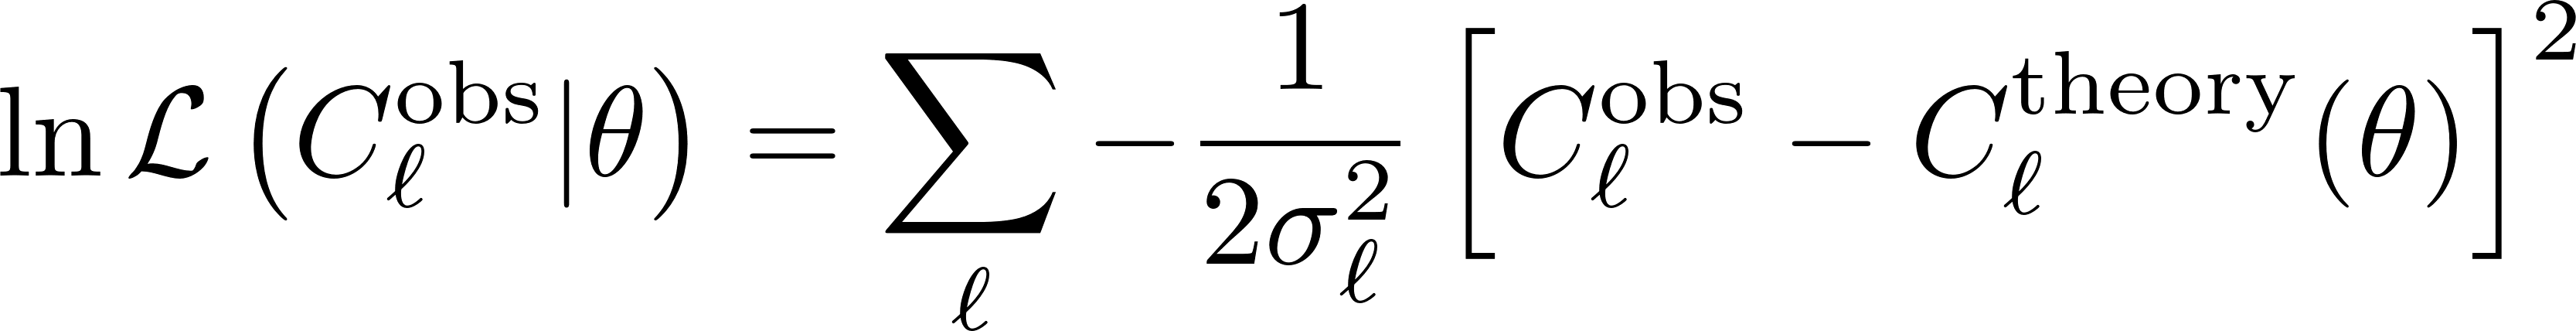 ln ℒ (C_ℓ^obs|θ) = ∑_ℓ − 1/(2σ_ℓ^2) [C_ℓ^obs − C_ℓ^theory(θ)]^2